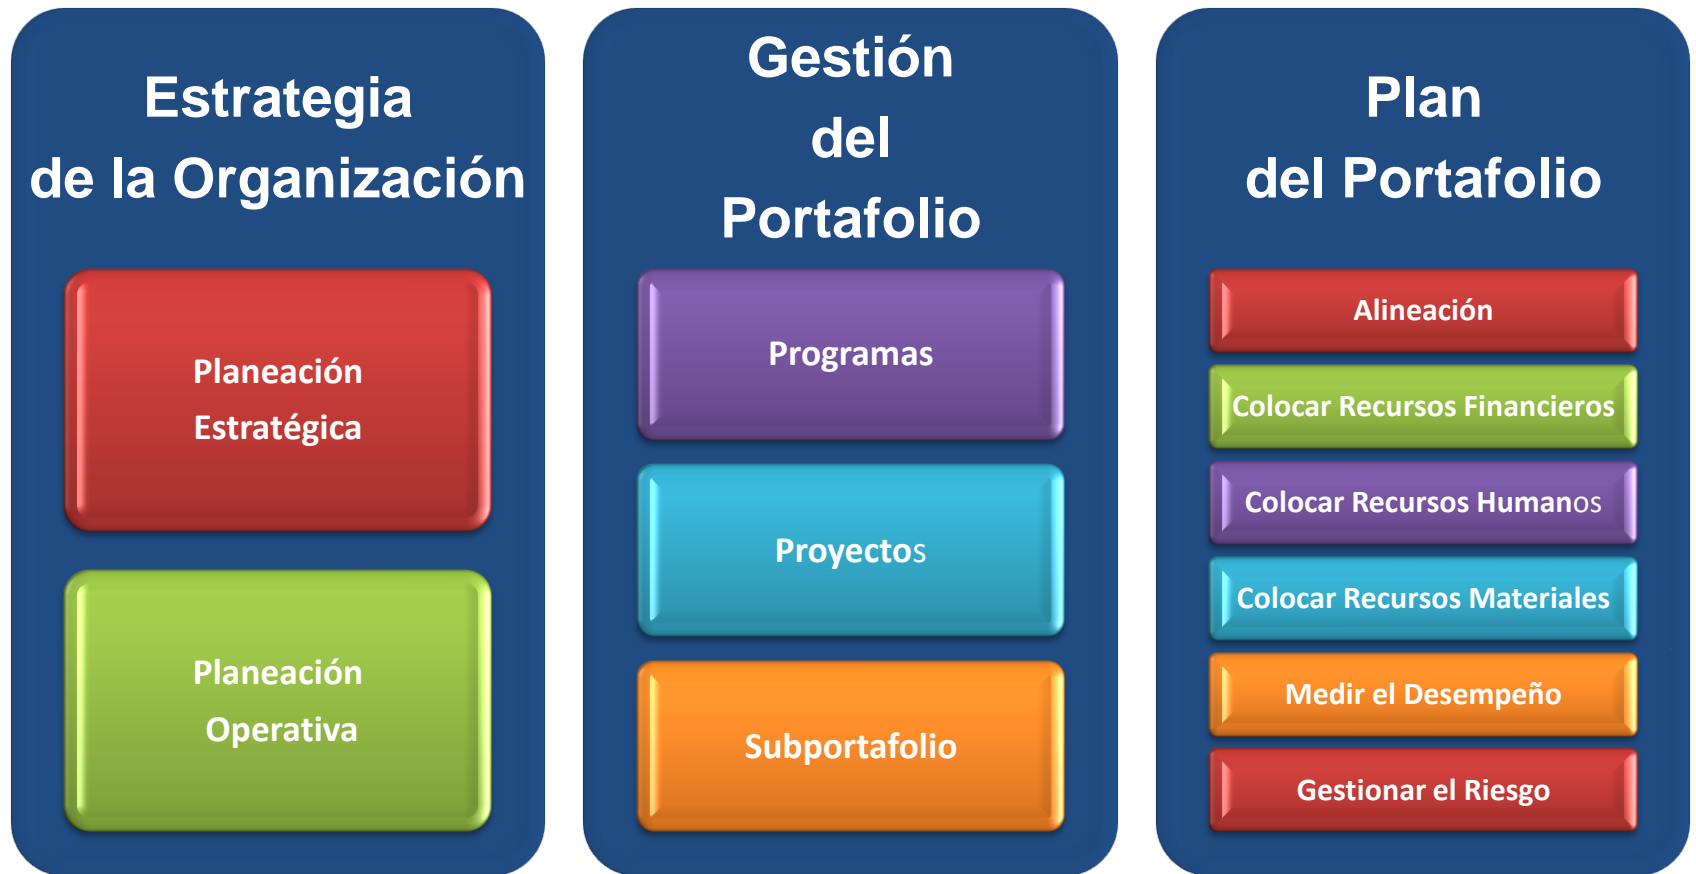 Estrategia
de la Organización
Planeación
Estratégica
Planeación
Operativa
Gestión
del
Portafolio
Programas
Proyectos
Subportafolio
Plan
del Portafolio
Alineación
Colocar Recursos Financieros
Colocar Recursos Humanos
Colocar Recursos Materiales
Medir el Desempeño
Gestionar el Riesgo